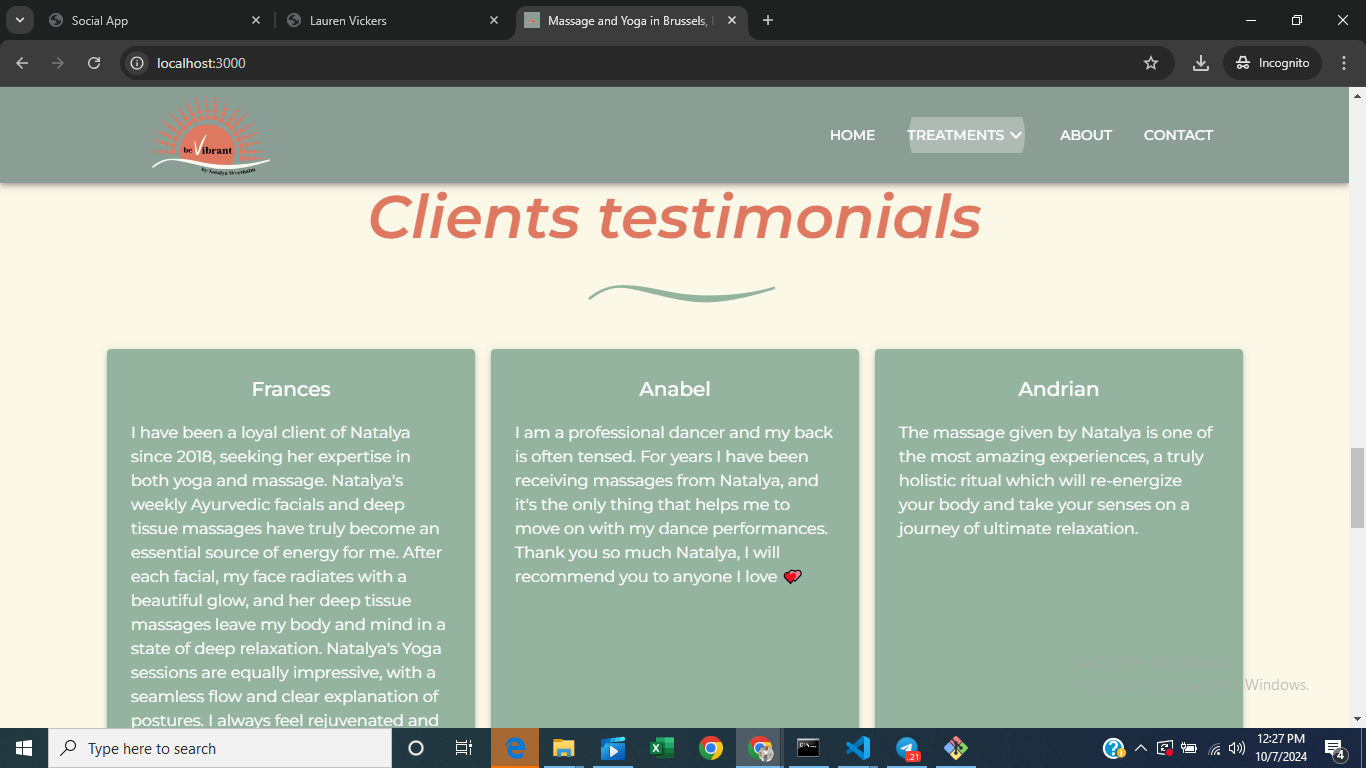 Social App
Lauren Vickers
Massage and Yoga in Brussels,
localhost:3000
Incognito
be Vibrant
by Natalya Wertheim
HOME
TREATMENTS
ABOUT
CONTACT
Clients testimonials
Frances
I have been a loyal client of Natalya
since 2018, seeking her expertise in
both yoga and massage. Natalya's
weekly Ayurvedic facials and deep
tissue massages have truly become an
essential source of energy for me. After
each facial, my face radiates with a
beautiful glow, and her deep tissue
massages leave my body and mind in a
state of deep relaxation. Natalya's Yoga
sessions are equally impressive, with a
seamless flow and clear explanation of
postures. I always feel rejuvenated and
Anabel
I am a professional dancer and my back
is often tensed. For years I have been
receiving massages from Natalya, and
it's the only thing that helps me to
move on with my dance performances.
Thank you so much Natalya, I will
recommend you to anyone I love 💕
Andrian
The massage given by Natalya is one of
the most amazing experiences, a truly
holistic ritual which will re-energize
your body and take your senses on a
journey of ultimate relaxation.
Windows.
Type here to search
21
12:27 PM
10/7/2024
4